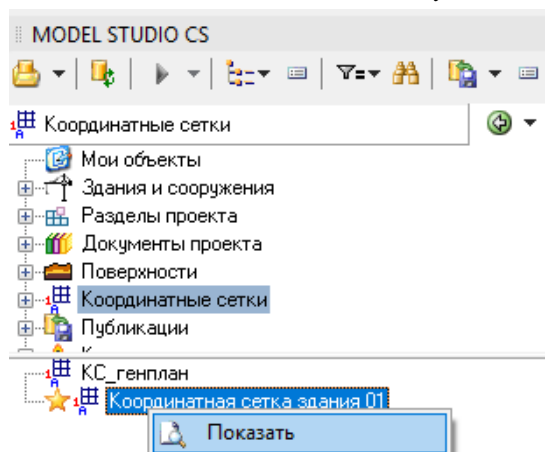 MODEL STUDIO CS
Координатные сетки
Мои объекты
Здания и сооружения
Разделы проекта
Документы проекта
Поверхности
Координатные сетки
Публикации
КС_генплан
Координатная сетка здания 01
Показать